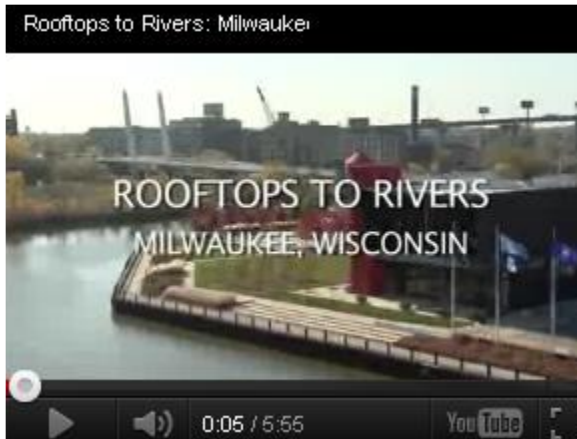 Rooftops to Rivers: Milwauke
ROOFTOPS TO RIVERS
MILWAUKEE, WISCONSIN
0:05 / 5:55
YouTube